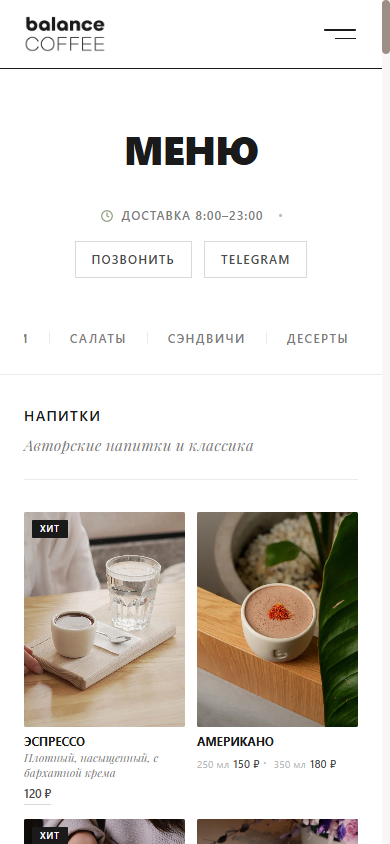 balance
COFFEE
МЕНЮ
ДОСТАВКА 8:00–23:00 •
ПОЗВОНИТЬ
TELEGRAM
САЛАТЫ
СЭНДВИЧИ
ДЕСЕРТЫ
НАПИТКИ
Авторские напитки и классика
ХИТ
ЭСПРЕССО
Плотный, насыщенный, с
бархатной крема
120 ₽
АМЕРИКАНО
250 мл 150 ₽ · 350 мл 180 ₽
ХИТ